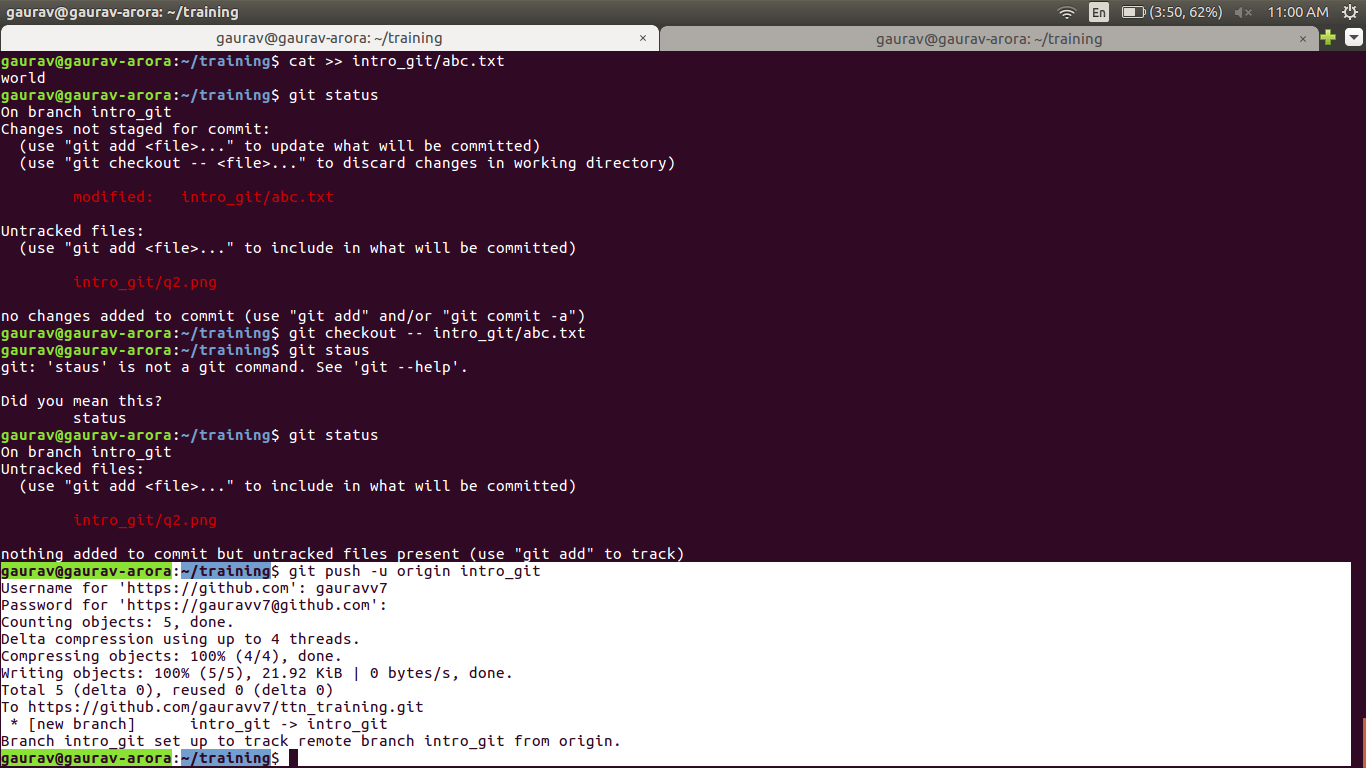 gaurav@gaurav-arora: ~/training
En
(3:50, 62%)
11:00 AM
gaurav@gaurav-arora: ~/training ×
gaurav@gaurav-arora: ~/training ×
gaurav@gaurav-arora:~/training$ cat >> intro_git/abc.txt
world
gaurav@gaurav-arora:~/training$ git status
On branch intro_git
Changes not staged for commit:
  (use "git add <file>..." to update what will be committed)
  (use "git checkout -- <file>..." to discard changes in working directory)
        modified:   intro_git/abc.txt
Untracked files:
  (use "git add <file>..." to include in what will be committed)
        intro_git/q2.png
no changes added to commit (use "git add" and/or "git commit -a")
gaurav@gaurav-arora:~/training$ git checkout -- intro_git/abc.txt
gaurav@gaurav-arora:~/training$ git staus
git: 'staus' is not a git command. See 'git --help'.
Did you mean this?
        status
gaurav@gaurav-arora:~/training$ git status
On branch intro_git
Untracked files:
  (use "git add <file>..." to include in what will be committed)
        intro_git/q2.png
nothing added to commit but untracked files present (use "git add" to track)
gaurav@gaurav-arora:~/training$ git push -u origin intro_git
Username for 'https://github.com': gauravv7
Password for 'https://gauravv7@github.com':
Counting objects: 5, done.
Delta compression using up to 4 threads.
Compressing objects: 100% (4/4), done.
Writing objects: 100% (5/5), 21.92 KiB | 0 bytes/s, done.
Total 5 (delta 0), reused 0 (delta 0)
To https://github.com/gauravv7/ttn_training.git
 * [new branch]      intro_git -> intro_git
Branch intro_git set up to track remote branch intro_git from origin.
gaurav@gaurav-arora:~/training$